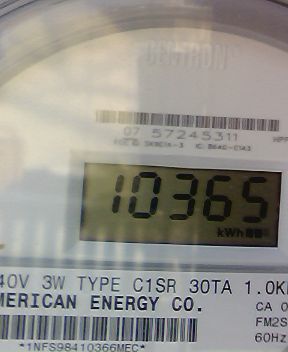 CENTRON
07 57245311
10365
kWh
40V 3W TYPE C1SR 30TA 1.0K
MERICAN ENERGY CO.
CA 0
FM2S
60Hz
*1NFS98410366MEC*